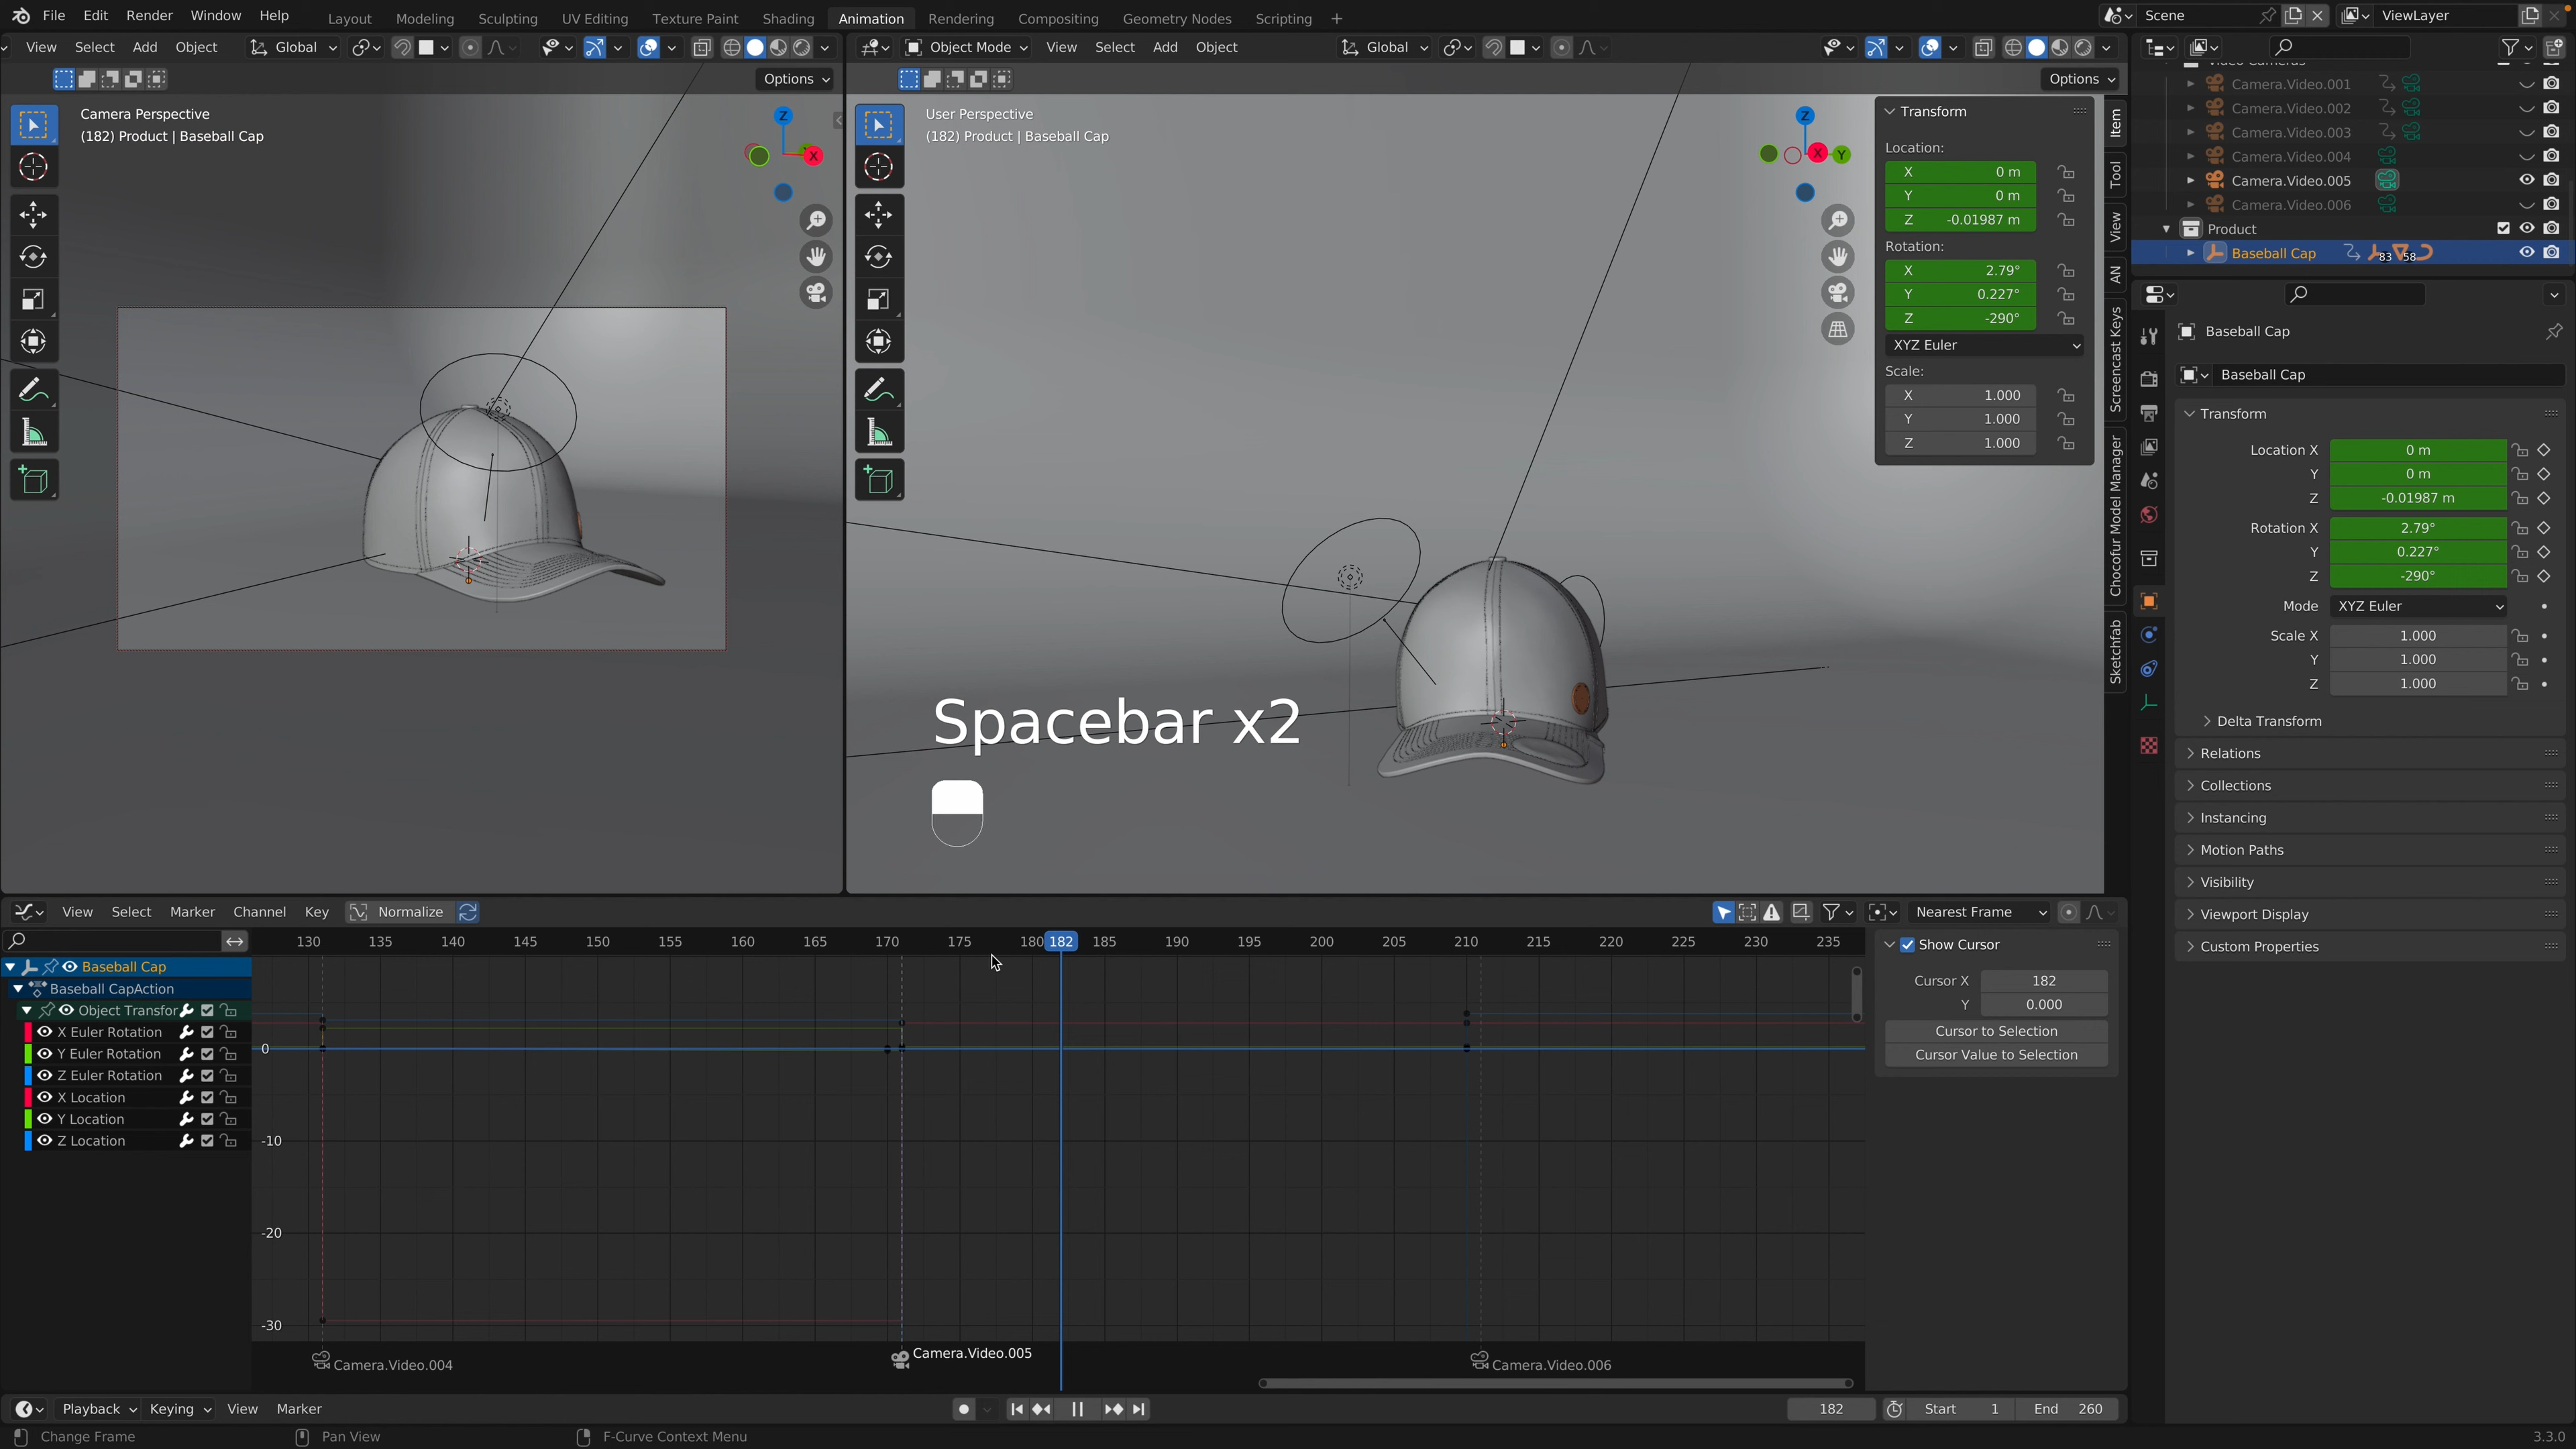 File Edit Render Window Help Layout Modeling Sculpting UV Editing Texture Paint Shading Animation Rendering Compositing Geometry Nodes Scripting + Scene ViewLayer
View Select Add Object Global
Object Mode View Select Add Object Global
Options
Options
Camera Perspective
(182) Product | Baseball Cap
Z
X
User Perspective
(182) Product | Baseball Cap
Z
X
Y
Transform
Location:
X 0 m
Y 0 m
Z -0.01987 m
Rotation:
X 2.79°
Y 0.227°
Z -290°
XYZ Euler
Scale:
X 1.000
Y 1.000
Z 1.000
Item
Tool
View
AN
Screencast Keys
Chocofur Model Manager
Sketchfab
Camera.Video.001
Camera.Video.002
Camera.Video.003
Camera.Video.004
Camera.Video.005
Camera.Video.006
Product
Baseball Cap 83 58
Baseball Cap
Baseball Cap
Transform
Location X 0 m
Y 0 m
Z -0.01987 m
Rotation X 2.79°
Y 0.227°
Z -290°
Mode XYZ Euler
Scale X 1.000
Y 1.000
Z 1.000
Delta Transform
Relations
Collections
Instancing
Motion Paths
Visibility
Viewport Display
Custom Properties
Spacebar x2
View Select Marker Channel Key Normalize Nearest Frame
130 135 140 145 150 155 160 165 170 175 180 182 185 190 195 200 205 210 215 220 225 230 235
Baseball Cap
Baseball CapAction
Object Transfor
X Euler Rotation
Y Euler Rotation
Z Euler Rotation
X Location
Y Location
Z Location
0
-10
-20
-30
Show Cursor
Cursor X 182
Y 0.000
Cursor to Selection
Cursor Value to Selection
Camera.Video.004
Camera.Video.005
Camera.Video.006
Playback Keying View Marker 182 Start 1 End 260
Change Frame Pan View F-Curve Context Menu 3.3.0